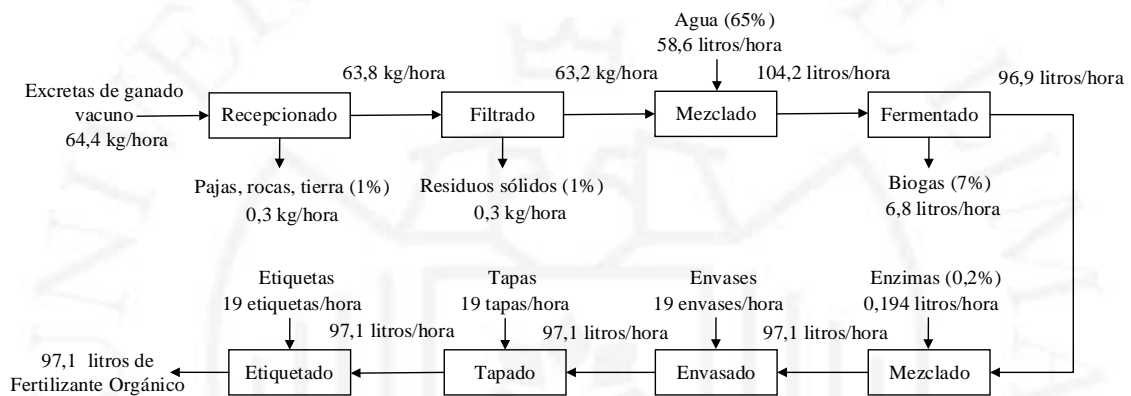 Agua (65%)
58,6 litros/hora
Excretas de ganado
vacuno
64,4 kg/hora
Recepcionado
63,8 kg/hora
Filtrado
63,2 kg/hora
Mezclado
104,2 litros/hora
Fermentado
96,9 litros/hora
Pajas, rocas, tierra (1%)
0,3 kg/hora
Residuos sólidos (1%)
0,3 kg/hora
Biogas (7%)
6,8 litros/hora
Etiquetas
19 etiquetas/hora
Tapas
19 tapas/hora
Envases
19 envases/hora
Enzimas (0,2%)
0,194 litros/hora
97,1 litros de
Fertilizante Orgánico
Etiquetado
97,1 litros/hora
Tapado
97,1 litros/hora
Envasado
97,1 litros/hora
Mezclado